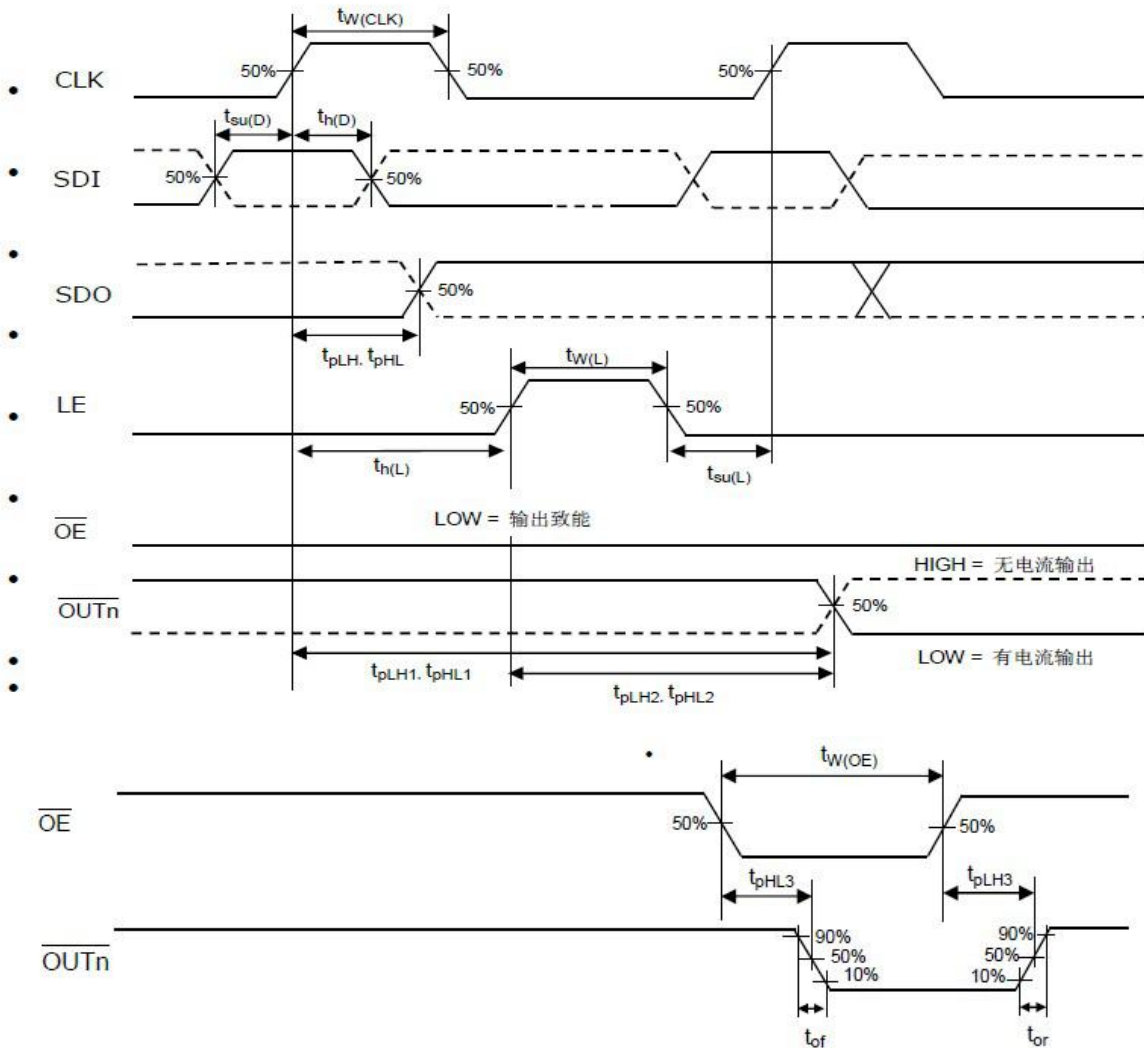 tW(CLK)
CLK
50%
50%
50%
tsu(D)
th(D)
SDI
50%
50%
SDO
50%
tpLH. tpHL
tW(L)
LE
50%
50%
th(L)
tsu(L)
LOW = 输出致能
OE
HIGH = 无电流输出
OUTn
50%
LOW = 有电流输出
tpLH1. tpHL1
tpLH2. tpHL2
tW(OE)
OE
50%
50%
tpHL3
tpLH3
OUTn
90%
50%
10%
90%
50%
10%
tof
tor